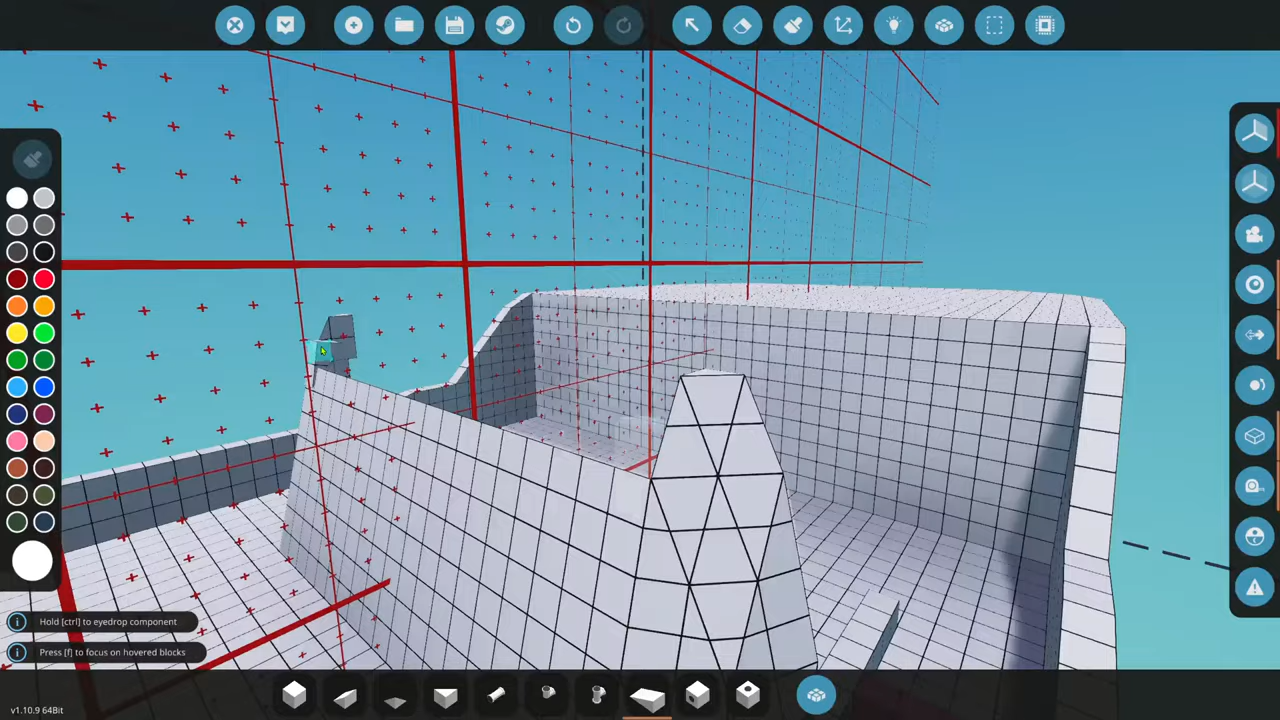 Hold [ctrl] to eyedrop component
Press [f] to focus on hovered blocks
v1.10.9 64Bit